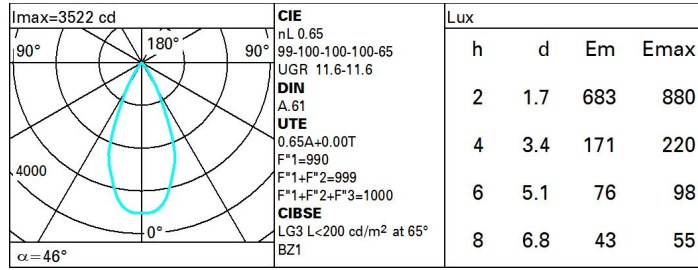 Imax=3522 cd
90°
180°
90°
4000
0°
α=46°
CIE
nL 0.65
99-100-100-100-65
UGR 11.6-11.6
DIN
A.61
UTE
0.65A+0.00T
F"1=990
F"1+F"2=999
F"1+F"2+F"3=1000
CIBSE
LG3 L<200 cd/m² at 65°
BZ1
Lux
h d Em Emax
2 1.7 683 880
4 3.4 171 220
6 5.1 76 98
8 6.8 43 55